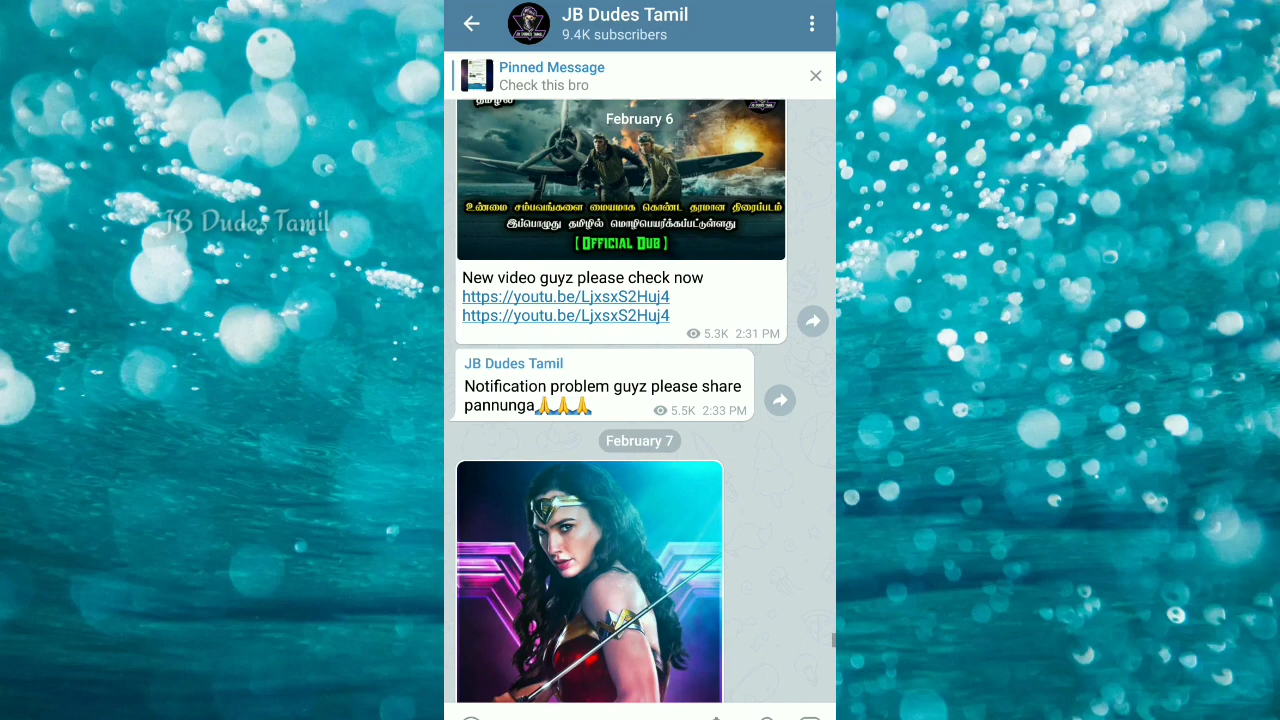 JB Dudes Tamil
9.4K subscribers
Pinned Message
Check this bro
தமிழில்
February 6
உண்மை சம்பவங்களை மையமாக கொண்ட தரமான திரைப்படம்
இப்பொழுது தமிழில் மொழிபெயர்க்கப்பட்டுள்ளது
[ Official Dub ]
New video guyz please check now
https://youtu.be/LjxsxS2Huj4
https://youtu.be/LjxsxS2Huj4
5.3K 2:31 PM
JB Dudes Tamil
Notification problem guyz please share
pannunga🙏🙏🙏
5.5K 2:33 PM
February 7
JB Dudes Tamil